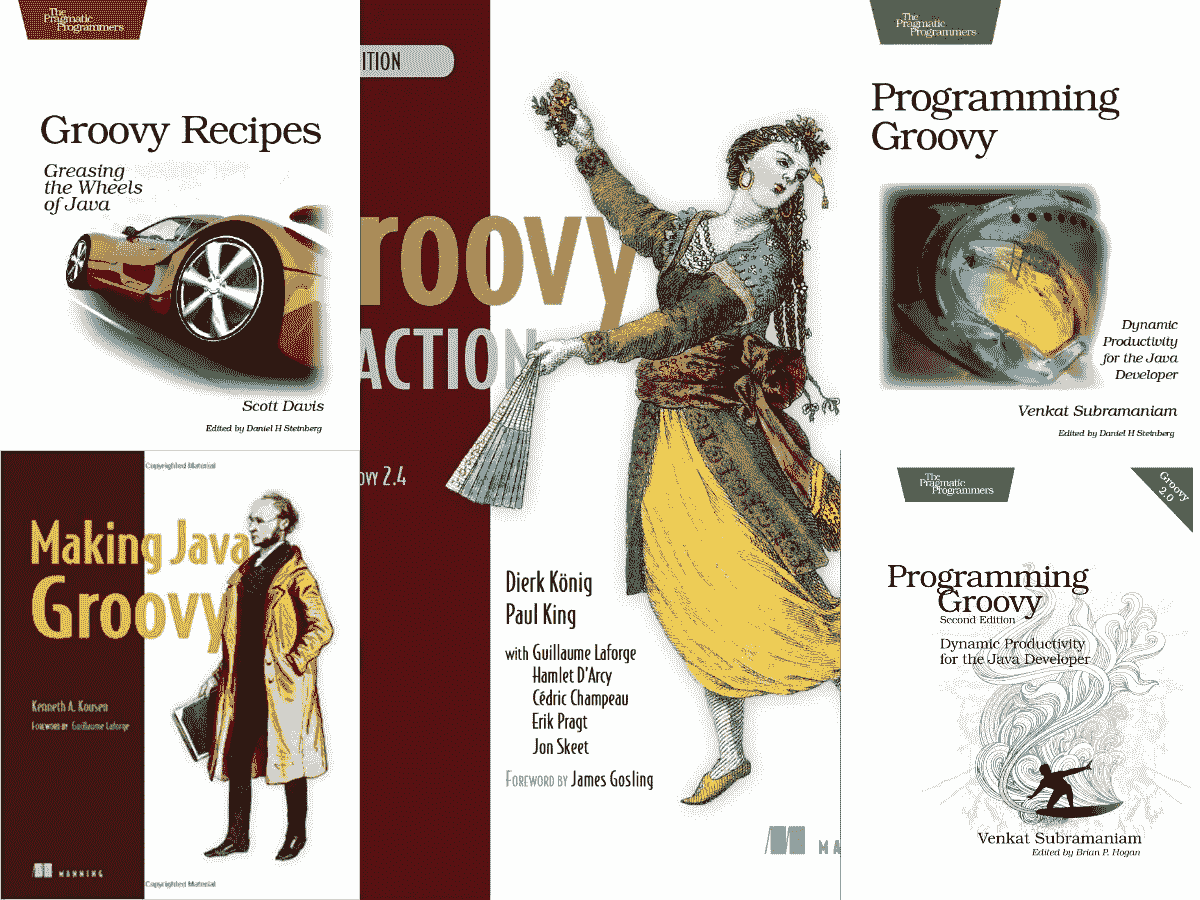 The
Pragmatic
Programmers
Groovy Recipes
Greasing
the Wheels
of Java
Scott Davis
Edited by Daniel H Steinberg
ITION
roovy
ACTION
ovy 2.4
Dierk König
Paul King
with Guillaume Laforge
Hamlet D'Arcy
Cédric Champeau
Erik Pragt
Jon Skeet
Foreword by James Gosling
MA
The
Pragmatic
Programmers
Programming
Groovy
Dynamic
Productivity
for the Java
Developer
Venkat Subramaniam
Edited by Daniel H Steinberg
Copyrighted Material
Making Java
Groovy
Kenneth A. Kousen
Foreword by Guillaume Laforge
MANNING
Copyrighted Material
The
Pragmatic
Programmers
Groovy
2.0
Programming
Groovy
Second Edition
Dynamic Productivity
for the Java Developer
Venkat Subramaniam
Edited by Brian P. Hogan